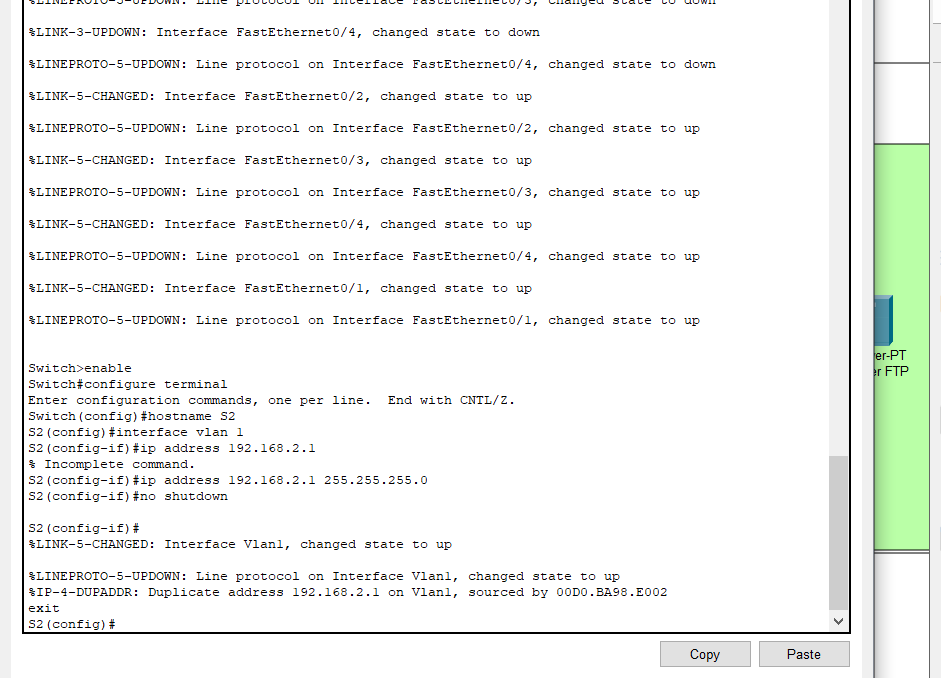 %LINEPROTO-5-UPDOWN: Line protocol on Interface FastEthernet0/3, changed state to down
%LINK-3-UPDOWN: Interface FastEthernet0/4, changed state to down
%LINEPROTO-5-UPDOWN: Line protocol on Interface FastEthernet0/4, changed state to down
%LINK-5-CHANGED: Interface FastEthernet0/2, changed state to up
%LINEPROTO-5-UPDOWN: Line protocol on Interface FastEthernet0/2, changed state to up
%LINK-5-CHANGED: Interface FastEthernet0/3, changed state to up
%LINEPROTO-5-UPDOWN: Line protocol on Interface FastEthernet0/3, changed state to up
%LINK-5-CHANGED: Interface FastEthernet0/4, changed state to up
%LINEPROTO-5-UPDOWN: Line protocol on Interface FastEthernet0/4, changed state to up
%LINK-5-CHANGED: Interface FastEthernet0/1, changed state to up
%LINEPROTO-5-UPDOWN: Line protocol on Interface FastEthernet0/1, changed state to up
Switch>enable
Switch#configure terminal
Enter configuration commands, one per line.  End with CNTL/Z.
Switch(config)#hostname S2
S2(config)#interface vlan 1
S2(config-if)#ip address 192.168.2.1
% Incomplete command.
S2(config-if)#ip address 192.168.2.1 255.255.255.0
S2(config-if)#no shutdown
S2(config-if)#
%LINK-5-CHANGED: Interface Vlan1, changed state to up
%LINEPROTO-5-UPDOWN: Line protocol on Interface Vlan1, changed state to up
%IP-4-DUPADDR: Duplicate address 192.168.2.1 on Vlan1, sourced by 00D0.BA98.E002
exit
S2(config)#
Copy
Paste
er-PT
er FTP